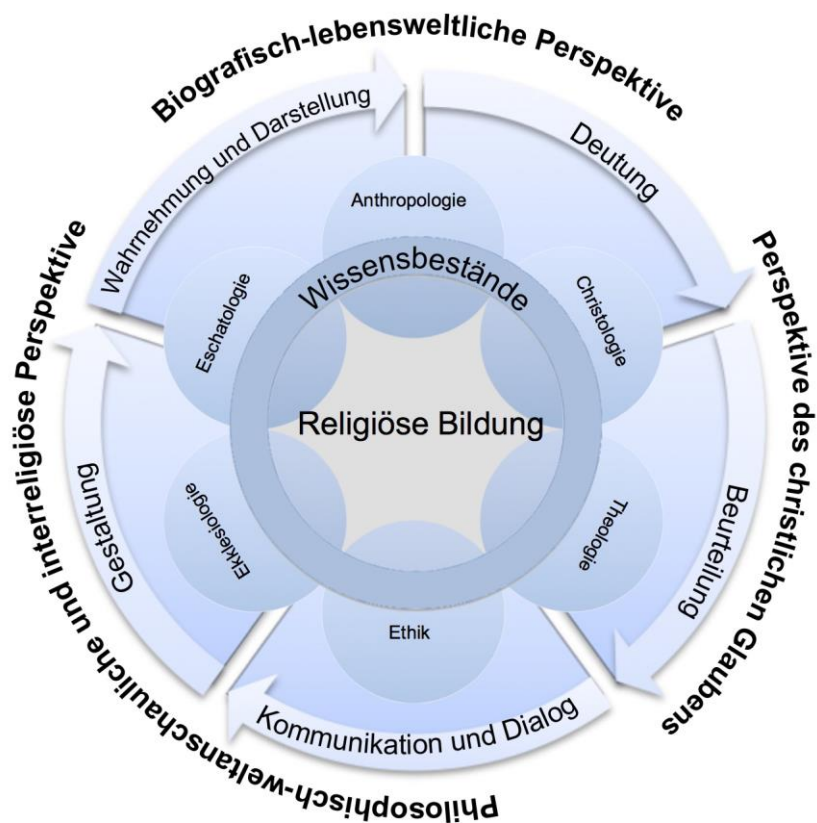 Biografisch-lebensweltliche Perspektive
Perspektive des christlichen Glaubens
Philosophisch-weltanschauliche und interreligiöse Perspektive
Wahrnehmung und Darstellung
Deutung
Beurteilung
Kommunikation und Dialog
Gestaltung
Anthropologie
Christologie
Theologie
Ethik
Ekklesiologie
Eschatologie
Wissensbestände
Religiöse Bildung